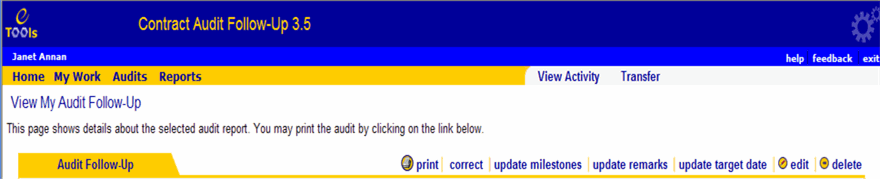 e
TOOls
Contract Audit Follow-Up 3.5
Janet Annan
help feedback exit
Home My Work Audits Reports
View Activity Transfer
View My Audit Follow-Up
This page shows details about the selected audit report. You may print the audit by clicking on the link below.
Audit Follow-Up
print | correct | update milestones | update remarks | update target date | edit | delete